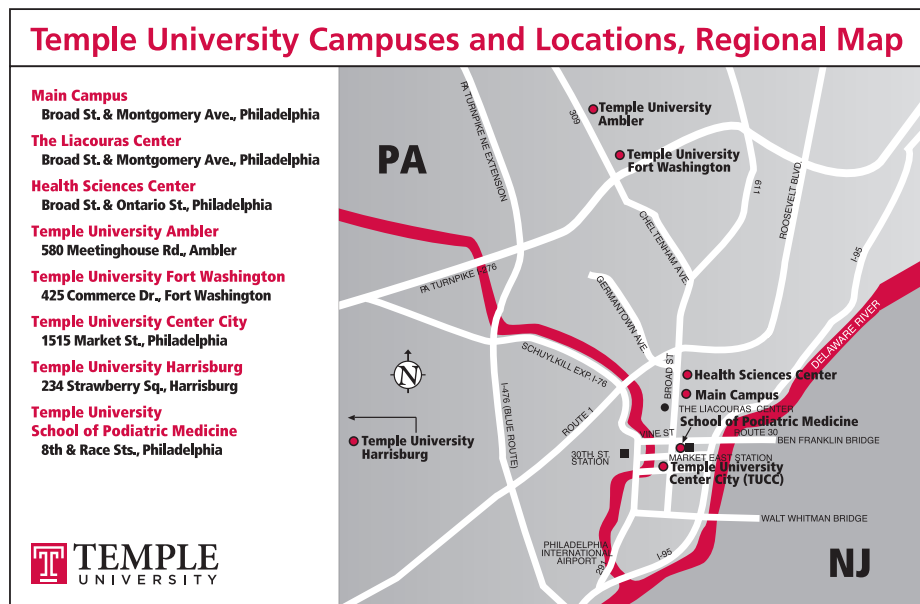 Temple University Campuses and Locations, Regional Map
Main Campus
Broad St. & Montgomery Ave., Philadelphia
The Liacouras Center
Broad St. & Montgomery Ave., Philadelphia
Health Sciences Center
Broad St. & Ontario St., Philadelphia
Temple University Ambler
580 Meetinghouse Rd., Ambler
Temple University Fort Washington
425 Commerce Dr., Fort Washington
Temple University Center City
1515 Market St., Philadelphia
Temple University Harrisburg
234 Strawberry Sq., Harrisburg
Temple University
School of Podiatric Medicine
8th & Race Sts., Philadelphia
T TEMPLE
UNIVERSITY
PA
PA TURNPIKE NE EXTENSION
309
Temple University
Ambler
Temple University
Fort Washington
611
ROOSEVELT BLVD.
I-95
CHELTENHAM AVE.
PA TURNPIKE I-276
GERMANTOWN AVE.
DELAWARE RIVER
SCHUYLKILL EXP. I-76
N
BROAD ST
Health Sciences Center
Main Campus
THE LIACOURAS CENTER
School of Podiatric Medicine
I-476 (BLUE ROUTE)
ROUTE 1
VINE ST
ROUTE 30
BEN FRANKLIN BRIDGE
Temple University
Harrisburg
30TH. ST.
STATION
MARKET EAST STATION
Temple University
Center City (TUCC)
WALT WHITMAN BRIDGE
PHILADELPHIA
INTERNATIONAL
AIRPORT
291
I-95
NJ